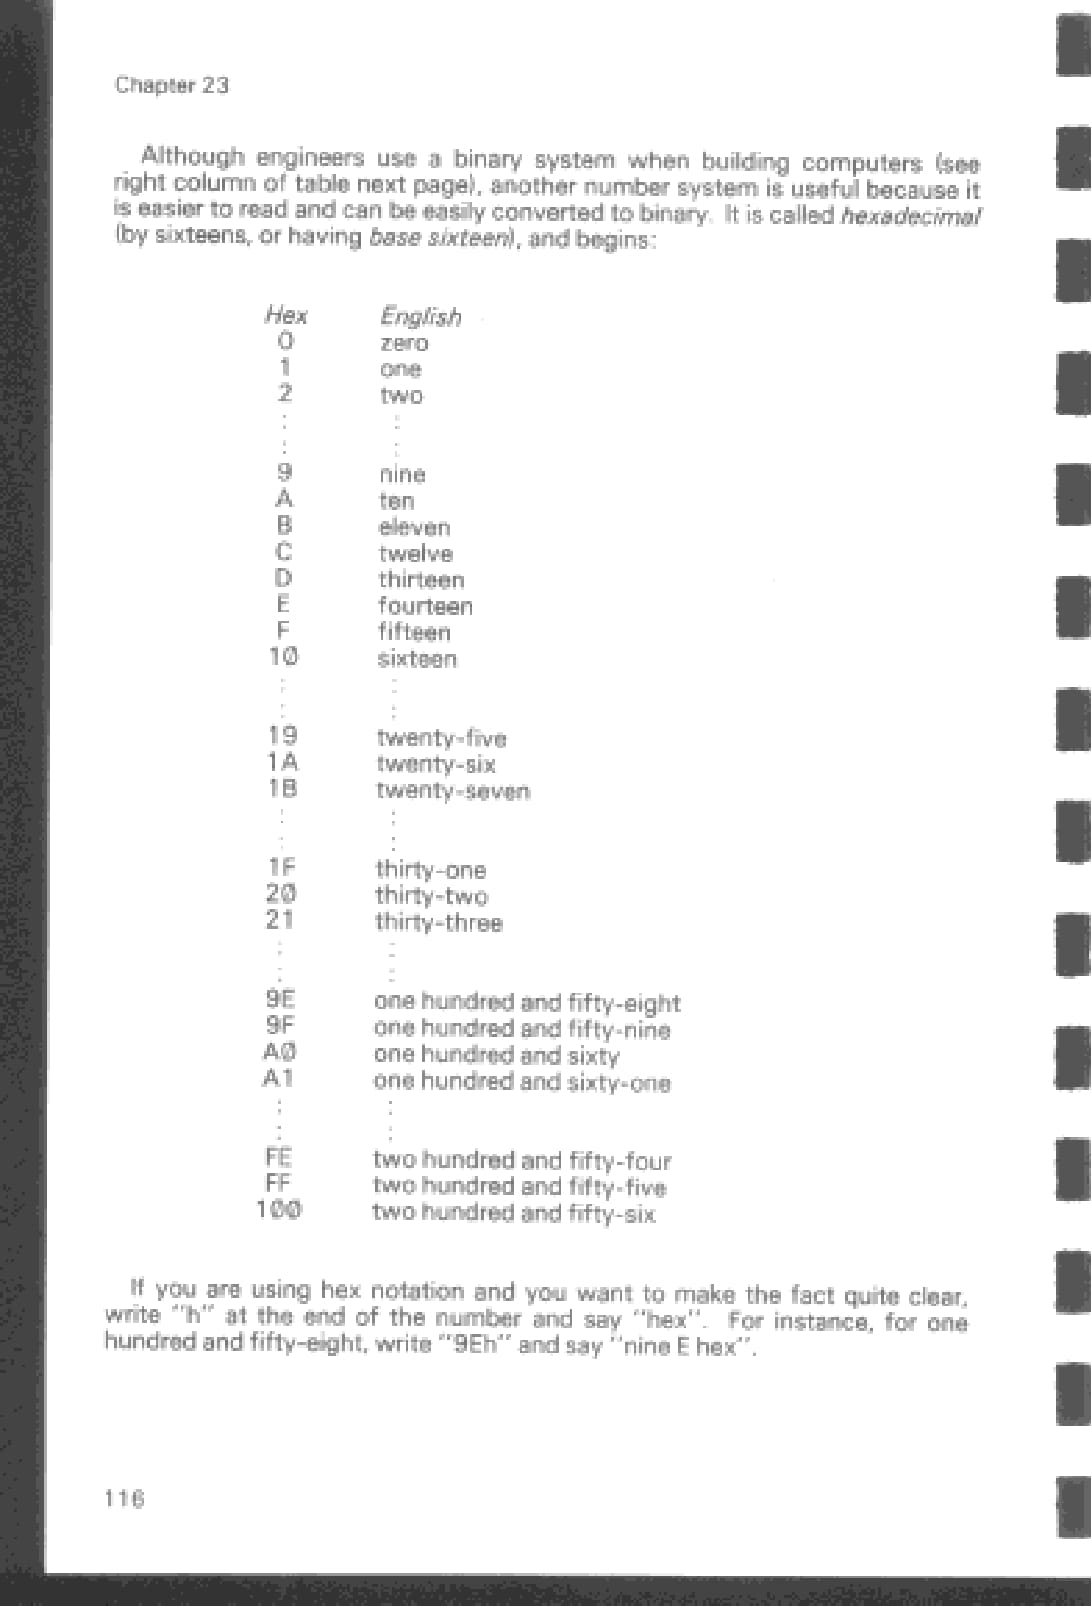 Chapter 23
Although engineers use a binary system when building computers (see
right column of table next page), another number system is useful because it
is easier to read and can be easily converted to binary. It is called hexadecimal
(by sixteens, or having base sixteen), and begins:
Hex English
0 zero
1 one
2 two
: :
: :
9 nine
A ten
B eleven
C twelve
D thirteen
E fourteen
F fifteen
10 sixteen
: :
: :
19 twenty-five
1A twenty-six
1B twenty-seven
: :
: :
1F thirty-one
20 thirty-two
21 thirty-three
: :
: :
9E one hundred and fifty-eight
9F one hundred and fifty-nine
A0 one hundred and sixty
A1 one hundred and sixty-one
: :
: :
FE two hundred and fifty-four
FF two hundred and fifty-five
100 two hundred and fifty-six
If you are using hex notation and you want to make the fact quite clear,
write "h" at the end of the number and say "hex". For instance, for one
hundred and fifty-eight, write "9Eh" and say "nine E hex".
116